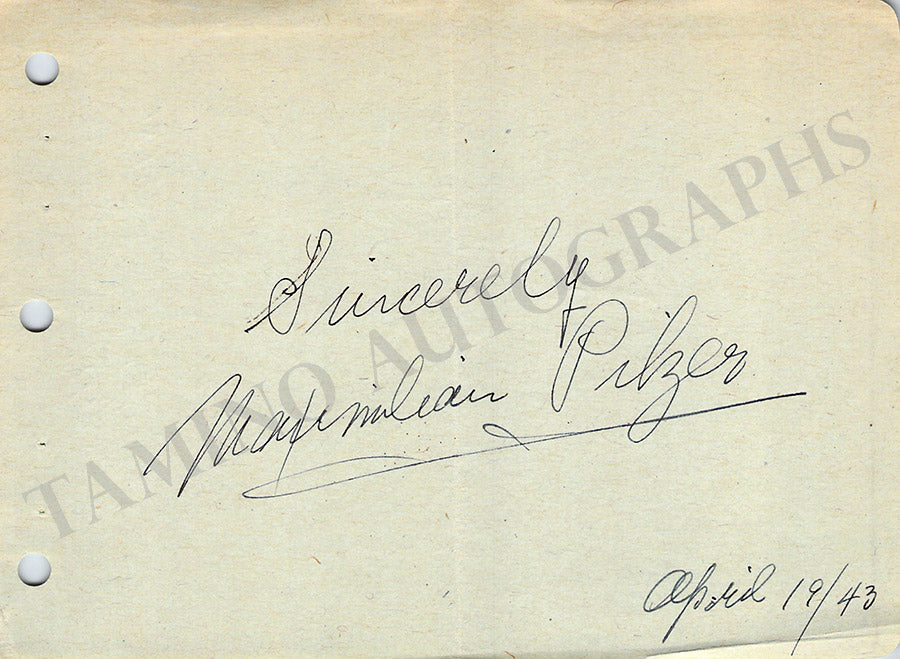 Sincerely
Maximilian Pilzer
April 19/43
TAMINO AUTOGRAPHS